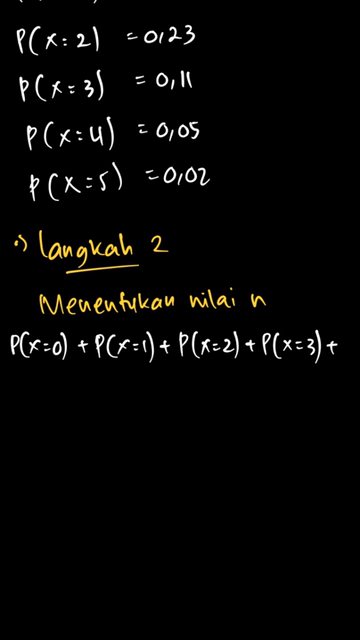 P(x=2) =0,23
P(x=3) =0,11
P(x=4) =0,05
P(x=5) =0,02
•) Langkah 2
Menentukan nilai n
P(x=0) + P(x=1) + P(x=2) + P(x=3) +